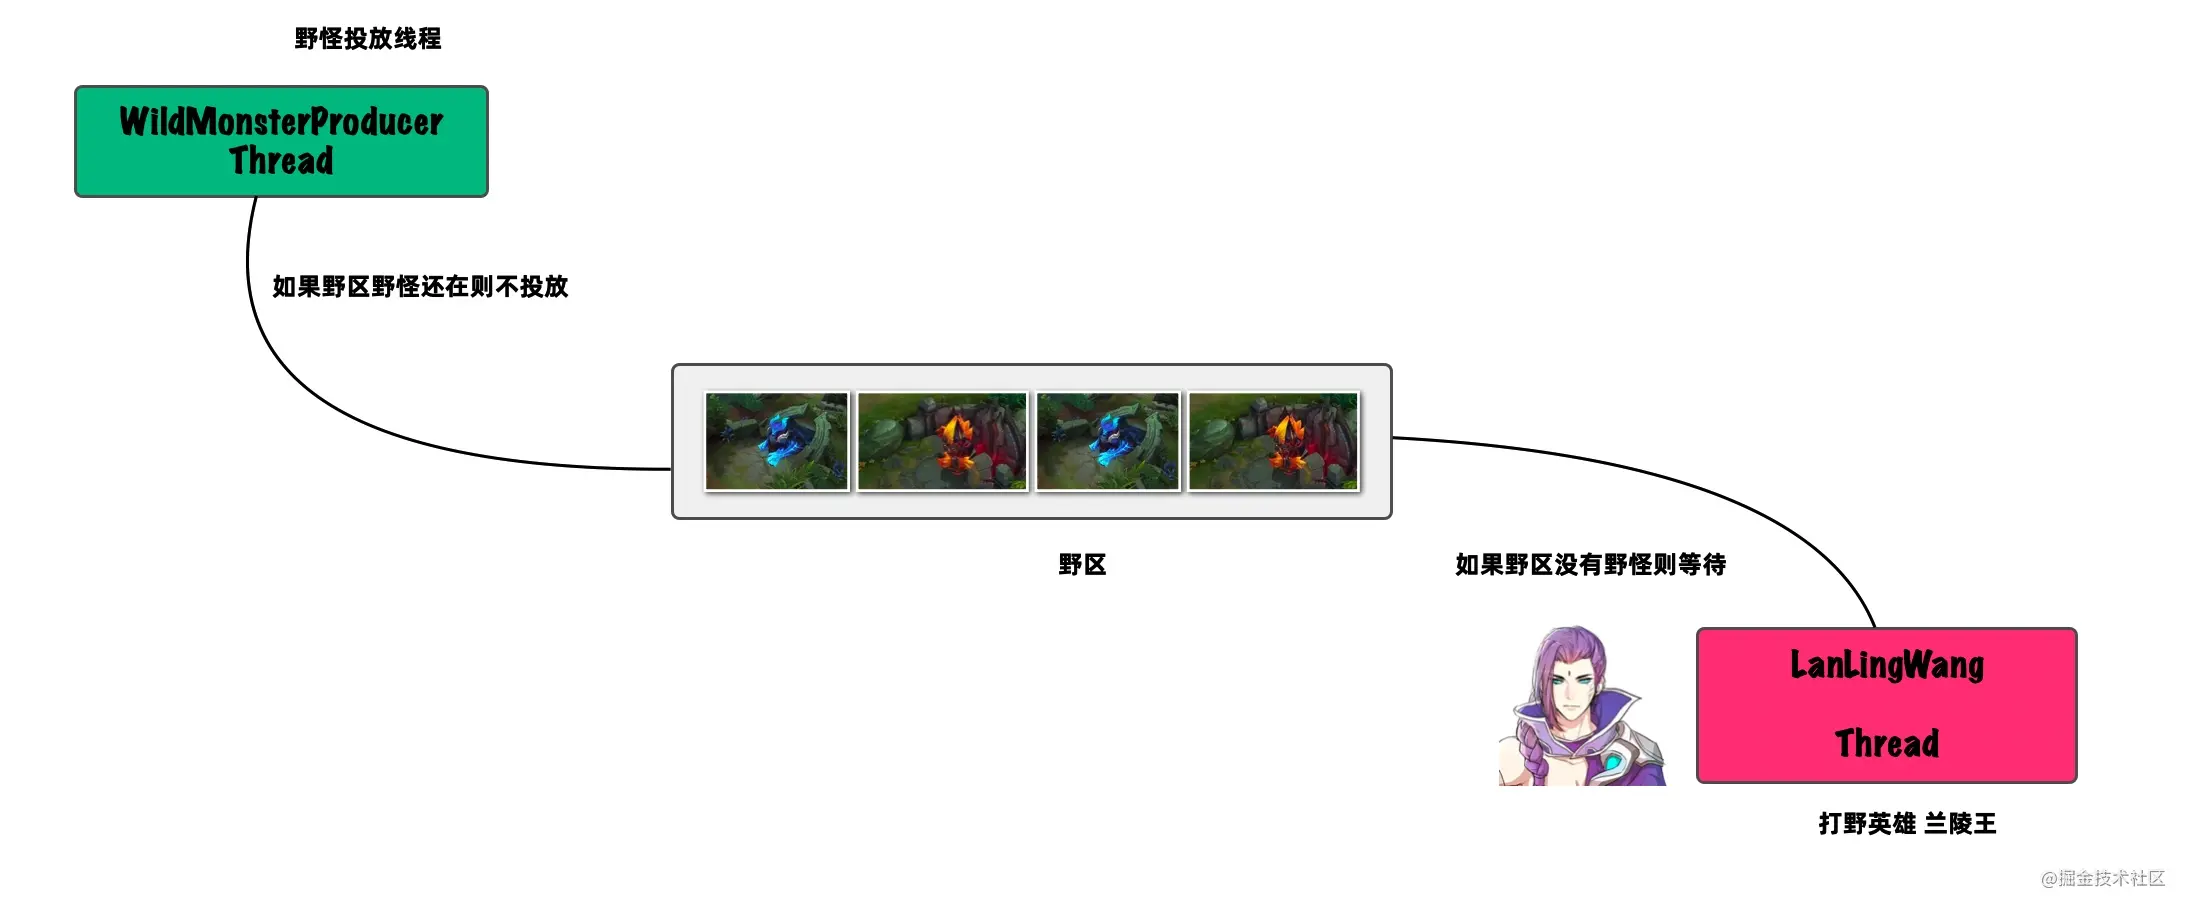 野怪投放线程
WildMonsterProducer
Thread
如果野区野怪还在则不投放
野区
如果野区没有野怪则等待
LanLingWang
Thread
打野英雄 兰陵王
@掘金技术社区